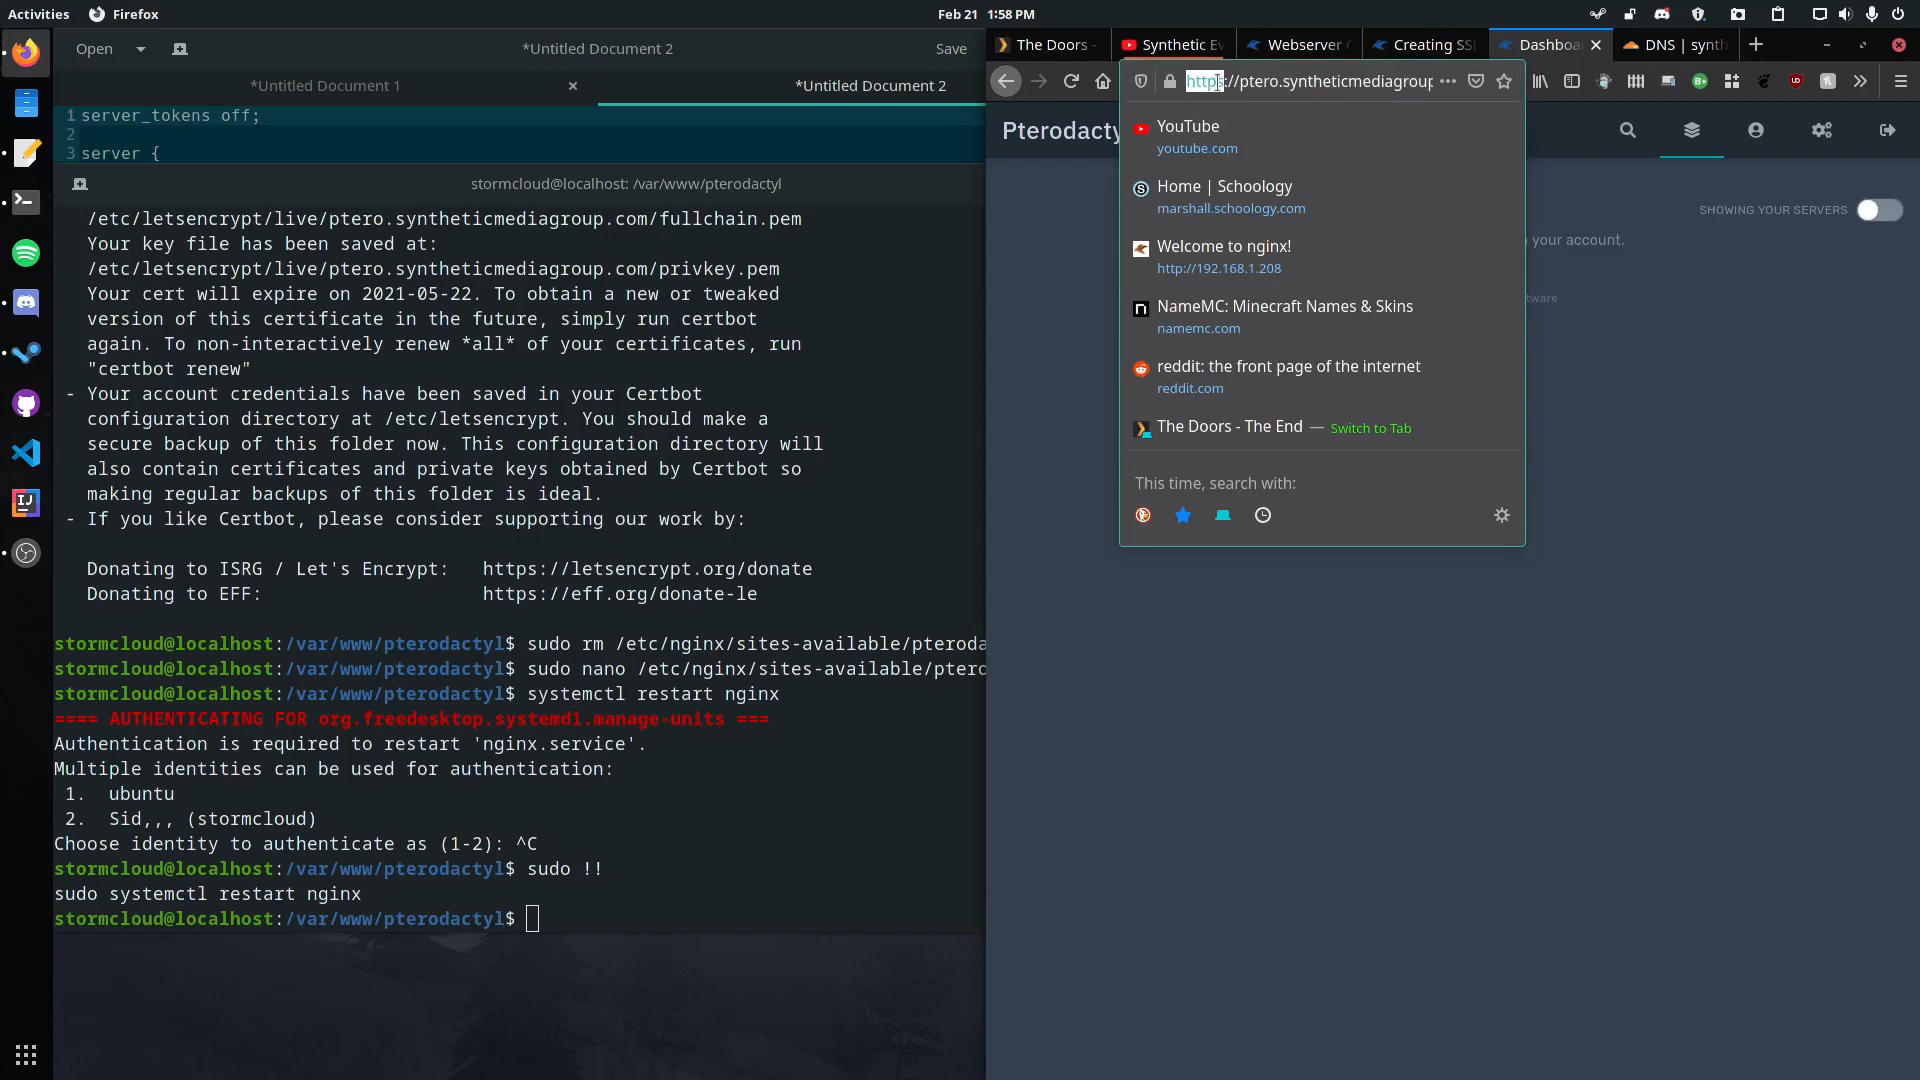 Activities
Firefox
Feb 21 1:58 PM
Open
*Untitled Document 2
Save
*Untitled Document 1
*Untitled Document 2
1 server_tokens off;
2
3 server {
stormcloud@localhost: /var/www/pterodactyl
/etc/letsencrypt/live/ptero.syntheticmediagroup.com/fullchain.pem
Your key file has been saved at:
/etc/letsencrypt/live/ptero.syntheticmediagroup.com/privkey.pem
Your cert will expire on 2021-05-22. To obtain a new or tweaked
version of this certificate in the future, simply run certbot
again. To non-interactively renew *all* of your certificates, run
"certbot renew"
- Your account credentials have been saved in your Certbot
configuration directory at /etc/letsencrypt. You should make a
secure backup of this folder now. This configuration directory will
also contain certificates and private keys obtained by Certbot so
making regular backups of this folder is ideal.
- If you like Certbot, please consider supporting our work by:
Donating to ISRG / Let's Encrypt: https://letsencrypt.org/donate
Donating to EFF: https://eff.org/donate-le
stormcloud@localhost:/var/www/pterodactyl$ sudo rm /etc/nginx/sites-available/pteroda
stormcloud@localhost:/var/www/pterodactyl$ sudo nano /etc/nginx/sites-available/ptero
stormcloud@localhost:/var/www/pterodactyl$ systemctl restart nginx
==== AUTHENTICATING FOR org.freedesktop.systemd1.manage-units ===
Authentication is required to restart 'nginx.service'.
Multiple identities can be used for authentication:
1. ubuntu
2. Sid,,, (stormcloud)
Choose identity to authenticate as (1-2): ^C
stormcloud@localhost:/var/www/pterodactyl$ sudo !!
sudo systemctl restart nginx
stormcloud@localhost:/var/www/pterodactyl$
The Doors -
Synthetic Ev
Webserver
Creating SS
Dashboa
DNS | synth
https://ptero.syntheticmediagroup
Pterodacty
YouTube
youtube.com
Home | Schoology
marshall.schoology.com
Welcome to nginx!
http://192.168.1.208
NameMC: Minecraft Names & Skins
namemc.com
reddit: the front page of the internet
reddit.com
The Doors - The End — Switch to Tab
This time, search with:
SHOWING YOUR SERVERS
your account.
tware